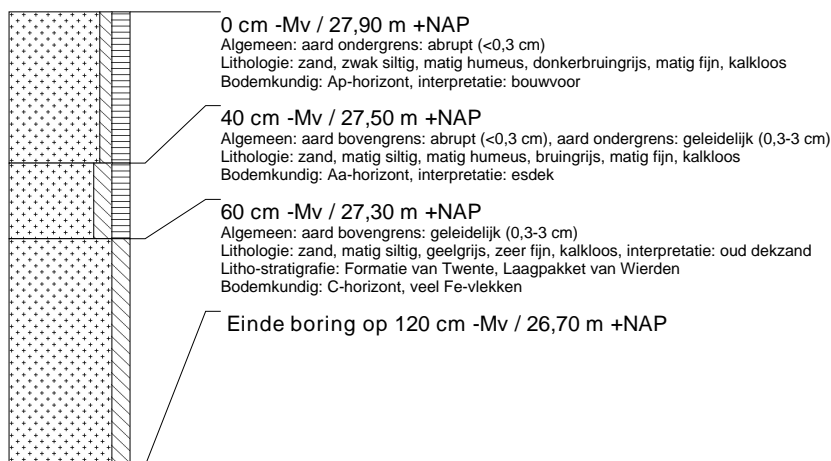 0 cm -Mv / 27,90 m +NAP
Algemeen: aard ondergrens: abrupt (<0,3 cm)
Lithologie: zand, zwak siltig, matig humeus, donkerbruingrijs, matig fijn, kalkloos
Bodemkundig: Ap-horizont, interpretatie: bouwvoor
40 cm -Mv / 27,50 m +NAP
Algemeen: aard bovengrens: abrupt (<0,3 cm), aard ondergrens: geleidelijk (0,3-3 cm)
Lithologie: zand, matig siltig, matig humeus, bruingrijs, matig fijn, kalkloos
Bodemkundig: Aa-horizont, interpretatie: esdek
60 cm -Mv / 27,30 m +NAP
Algemeen: aard bovengrens: geleidelijk (0,3-3 cm)
Lithologie: zand, matig siltig, geelgrijs, zeer fijn, kalkloos, interpretatie: oud dekzand
Litho-stratigrafie: Formatie van Twente, Laagpakket van Wierden
Bodemkundig: C-horizont, veel Fe-vlekken
Einde boring op 120 cm -Mv / 26,70 m +NAP